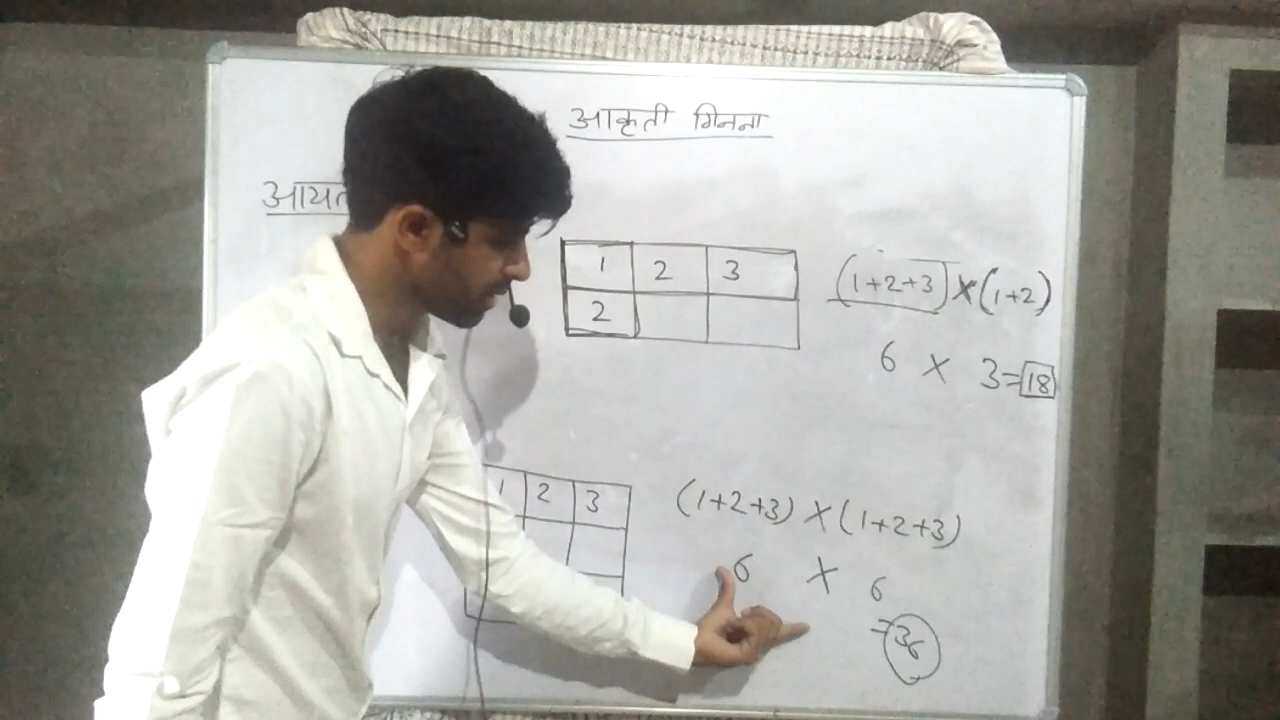 आकृती गिनना
1 2 3
2
(1+2+3) X (1+2)
6 X 3=18
1 2 3
(1+2+3) X (1+2+3)
6 X 6
=36